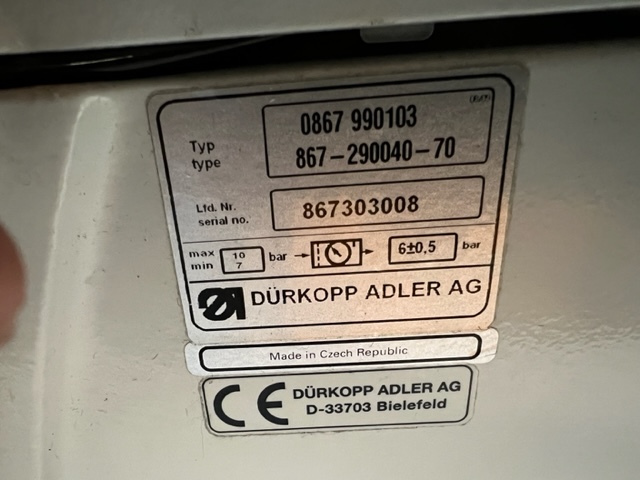 0867 990103
Typ
type
867-290040-70
Lfd. Nr.
serial no.
867303008
max
min
10
7
bar
6±0,5
bar
DÜRKOPP ADLER AG
Made in Czech Republic
CE
DÜRKOPP ADLER AG
D-33703 Bielefeld